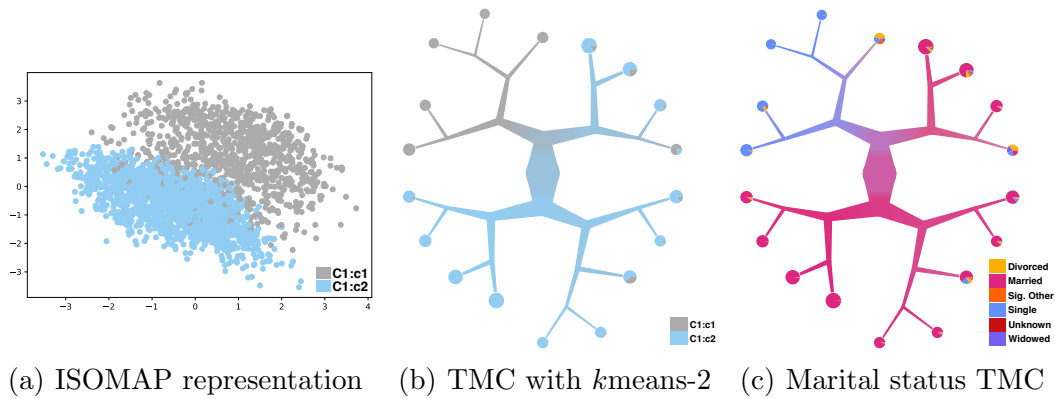 3
2
1
0
−1
−2
−3
−3
−2
−1
0
1
2
3
4
C1:c1
C1:c2
C1:c1
C1:c2
Divorced
Married
Sig. Other
Single
Unknown
Widowed
(a) ISOMAP representation
(b) TMC with kmeans-2
(c) Marital status TMC